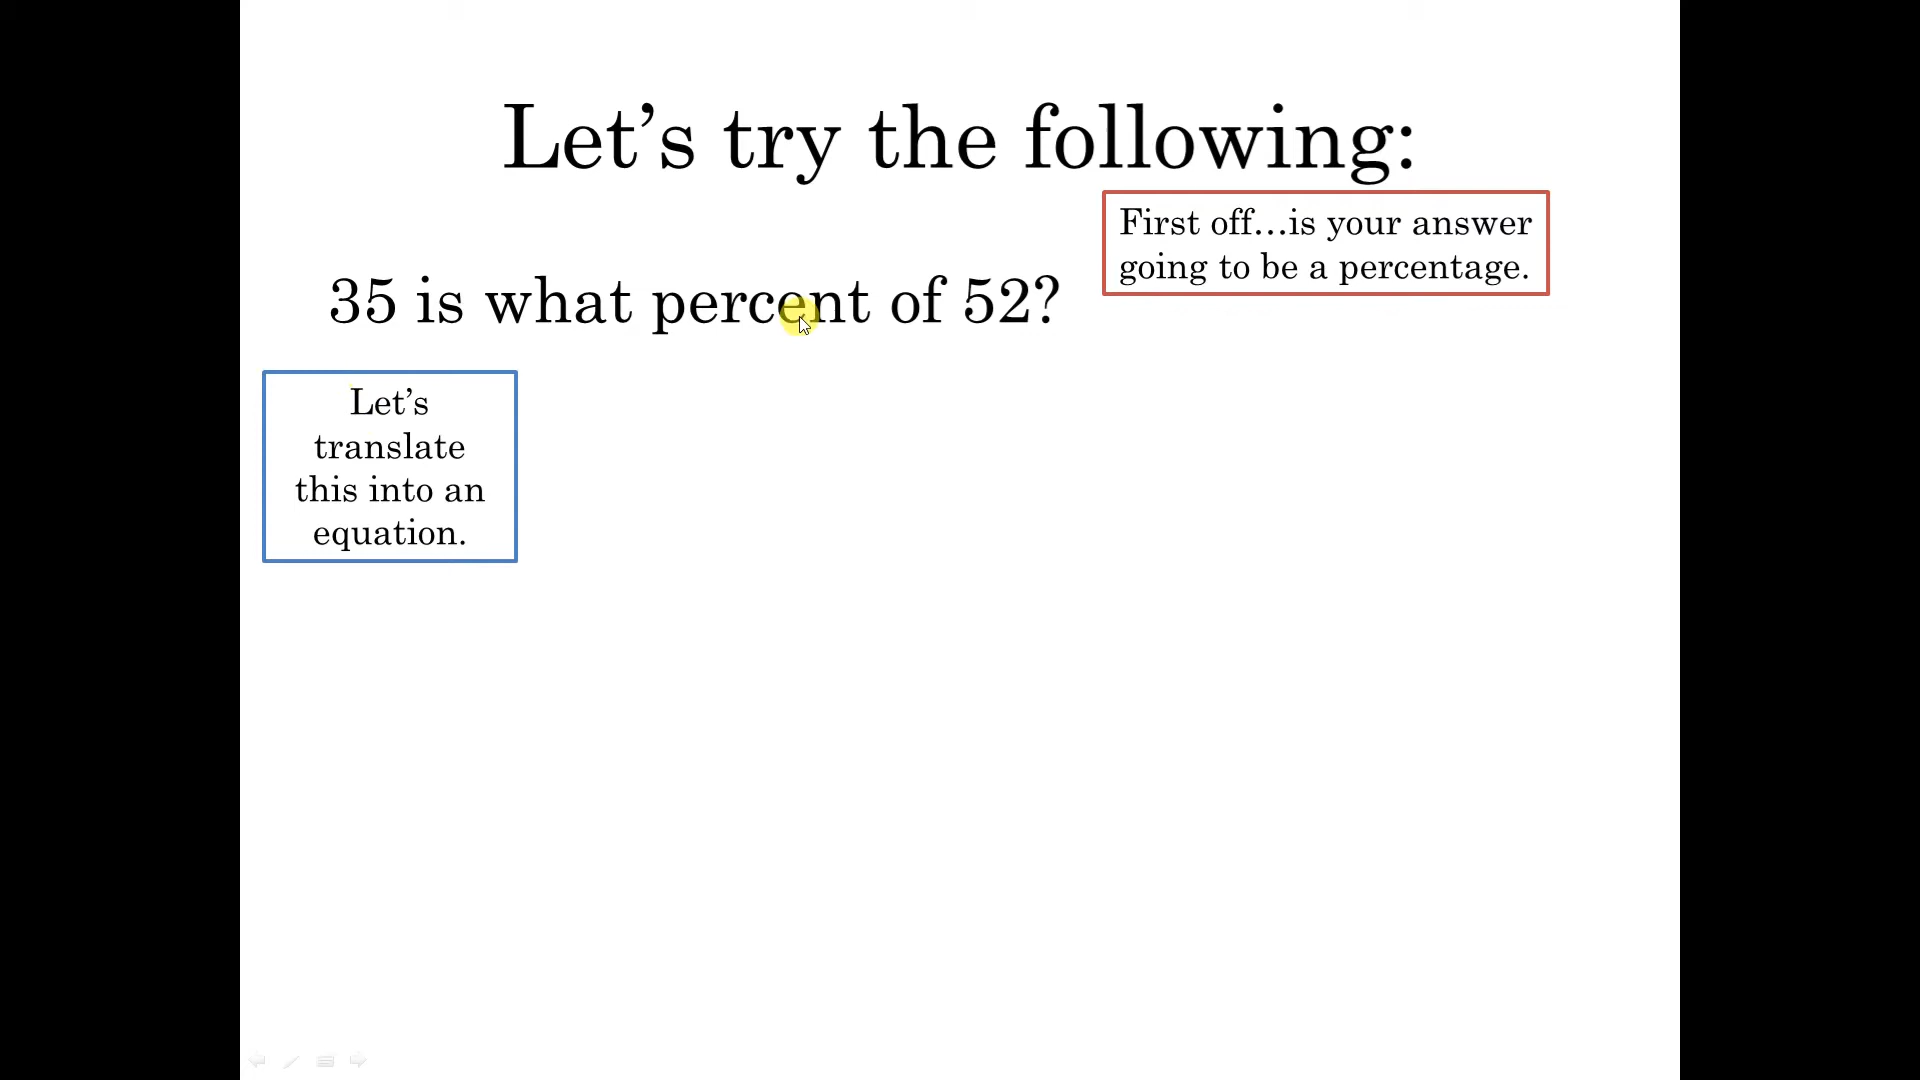 Let’s try the following:
First off…is your answer
going to be a percentage.
35 is what percent of 52?
Let’s
translate
this into an
equation.